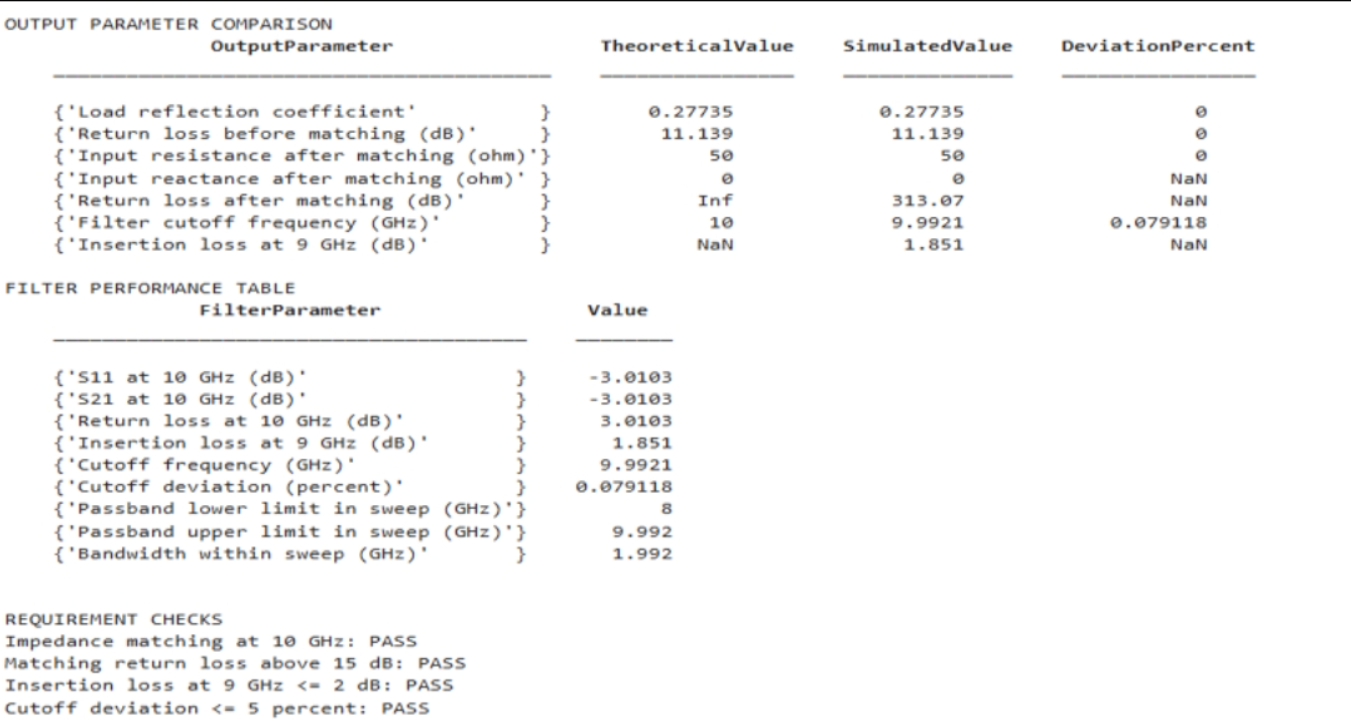 OUTPUT PARAMETER COMPARISON
OutputParameter TheoreticalValue SimulatedValue DeviationPercent
{'Load reflection coefficient' } 0.27735 0.27735 0
{'Return loss before matching (dB)' } 11.139 11.139 0
{'Input resistance after matching (ohm)'} 50 50 0
{'Input reactance after matching (ohm)' } 0 0 NaN
{'Return loss after matching (dB)' } Inf 313.07 NaN
{'Filter cutoff frequency (GHz)' } 10 9.9921 0.079118
{'Insertion loss at 9 GHz (dB)' } NaN 1.851 NaN
FILTER PERFORMANCE TABLE
FilterParameter Value
{'S11 at 10 GHz (dB)' } -3.0103
{'S21 at 10 GHz (dB)' } -3.0103
{'Return loss at 10 GHz (dB)' } 3.0103
{'Insertion loss at 9 GHz (dB)' } 1.851
{'Cutoff frequency (GHz)' } 9.9921
{'Cutoff deviation (percent)' } 0.079118
{'Passband lower limit in sweep (GHz)'} 8
{'Passband upper limit in sweep (GHz)'} 9.992
{'Bandwidth within sweep (GHz)' } 1.992
REQUIREMENT CHECKS
Impedance matching at 10 GHz: PASS
Matching return loss above 15 dB: PASS
Insertion loss at 9 GHz <= 2 dB: PASS
Cutoff deviation <= 5 percent: PASS